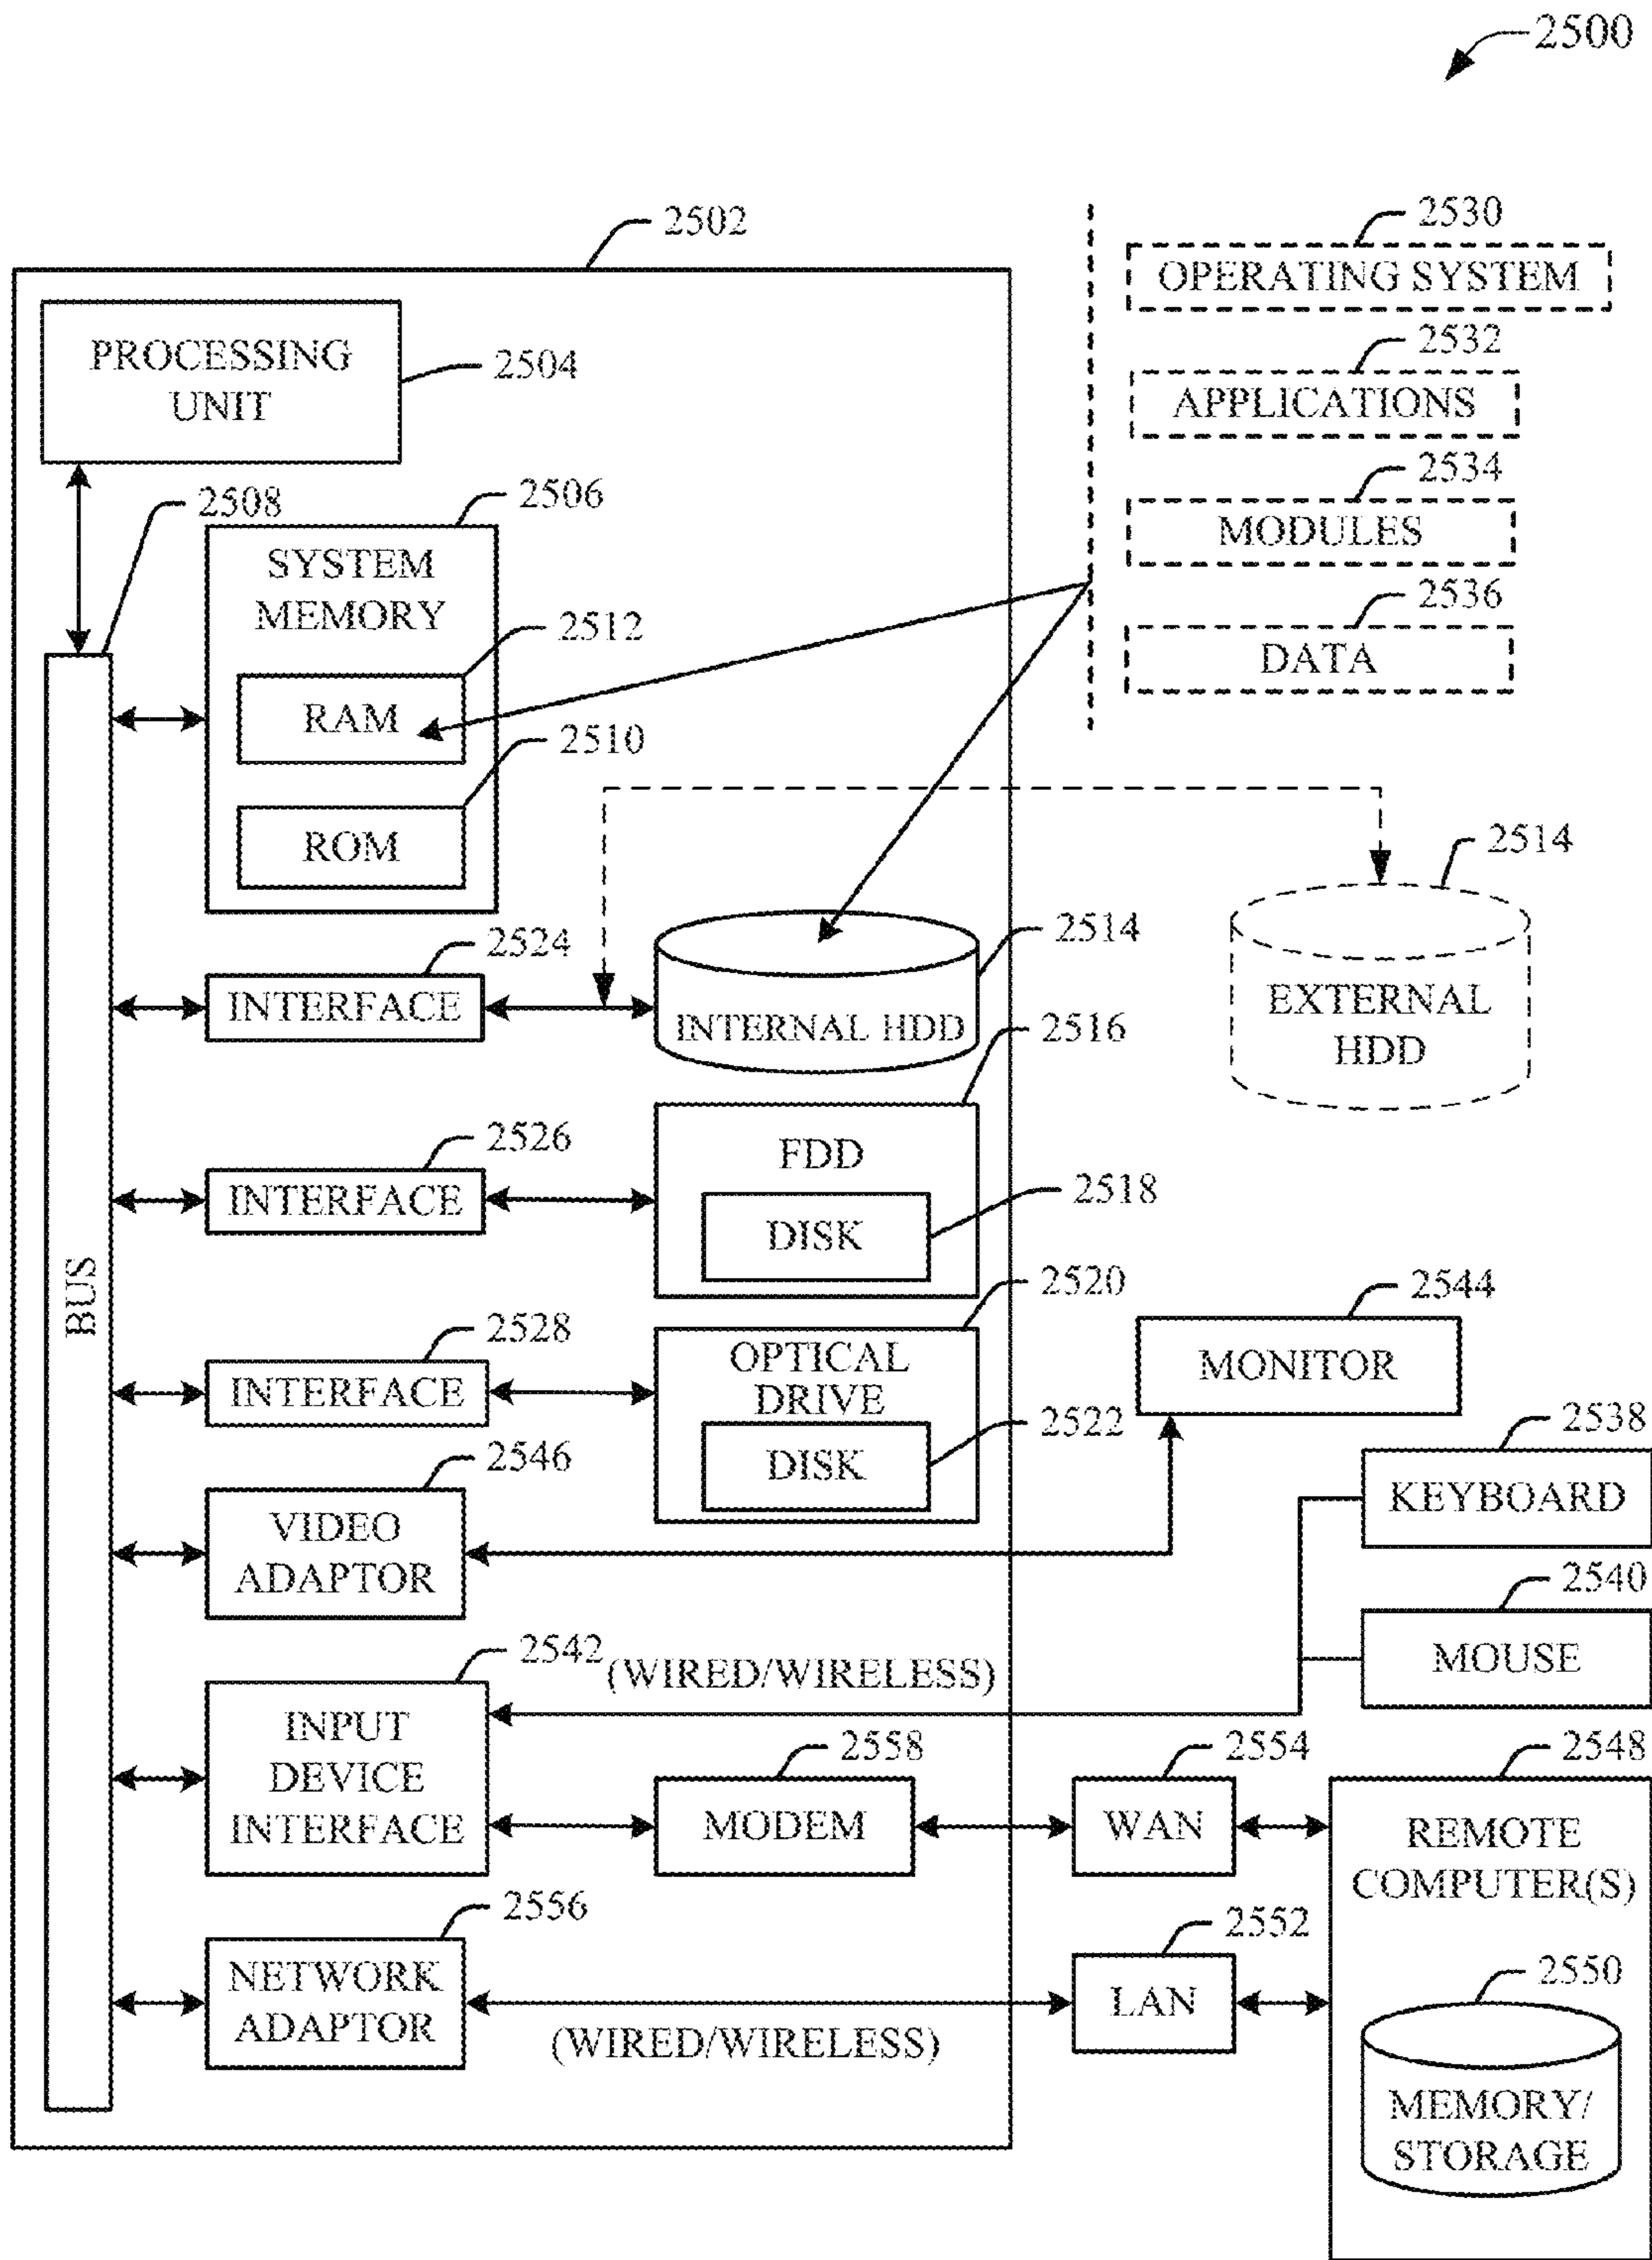 2500
2502
2530
OPERATING SYSTEM
PROCESSING
UNIT
2504
2532
APPLICATIONS
2534
MODULES
2508
2506
SYSTEM
MEMORY
2536
DATA
2512
RAM
2510
ROM
2514
EXTERNAL
HDD
2524
INTERFACE
2514
INTERNAL HDD
2516
FDD
2526
INTERFACE
2518
DISK
BUS
2520
OPTICAL
DRIVE
2528
INTERFACE
2522
DISK
2544
MONITOR
2538
KEYBOARD
2546
VIDEO
ADAPTOR
2540
MOUSE
2542
(WIRED/WIRELESS)
INPUT
DEVICE
INTERFACE
2558
MODEM
2554
WAN
2548
REMOTE
COMPUTER(S)
2556
NETWORK
ADAPTOR
(WIRED/WIRELESS)
2552
LAN
2550
MEMORY/
STORAGE